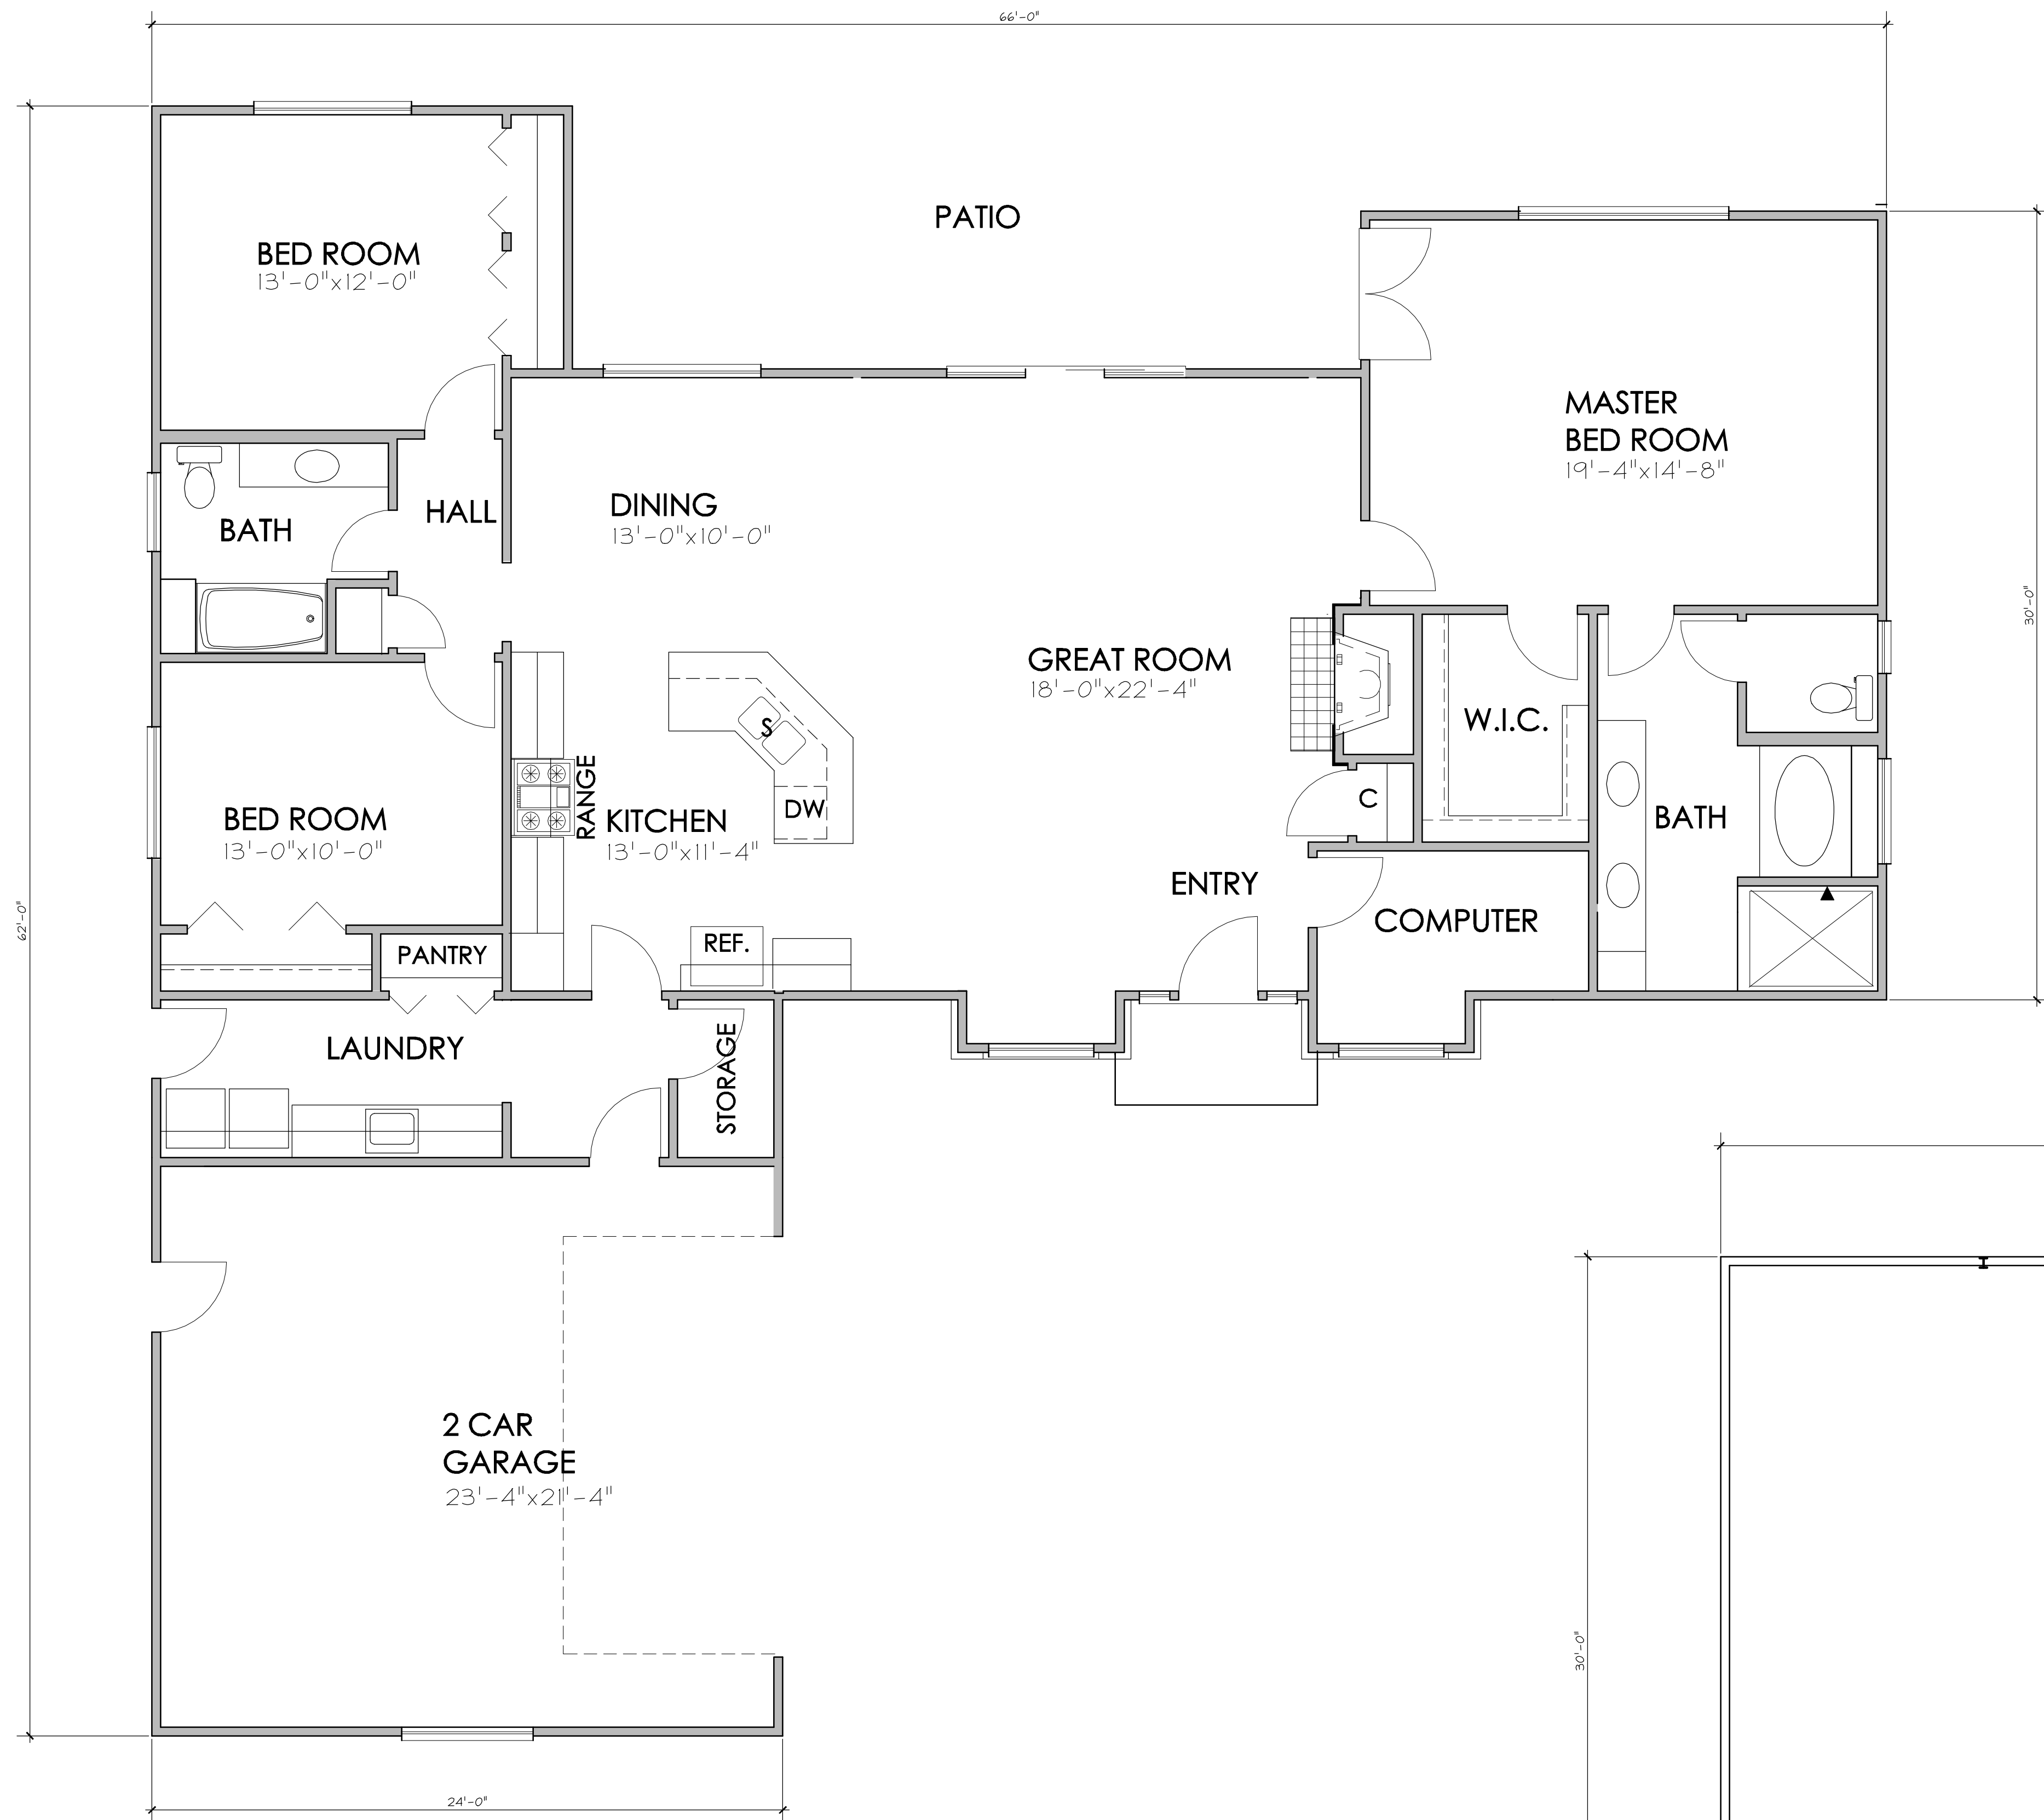 66'-0"
PATIO
BED ROOM
13'-0"x12'-0"
MASTER
BED ROOM
19'-4"x14'-8"
HALL
BATH
DINING
13'-0"x10'-0"
30'-0"
GREAT ROOM
18'-0"x22'-4"
S
W.I.C.
RANGE
DW
C
BED ROOM
13'-0"x10'-0"
KITCHEN
13'-0"x11'-4"
BATH
ENTRY
COMPUTER
62'-0"
REF.
PANTRY
LAUNDRY
STORAGE
2 CAR
GARAGE
23'-4"x21'-4"
30'-0"
24'-0"